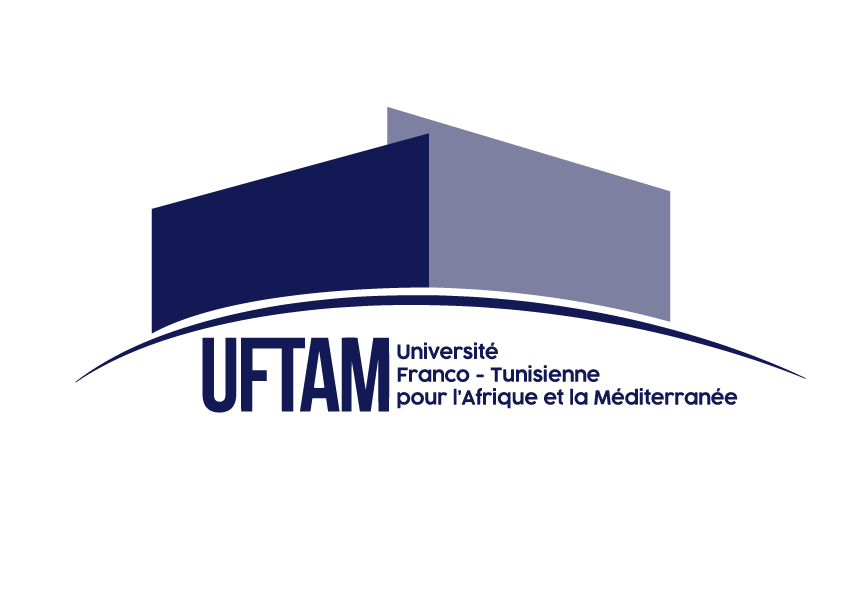 UFTAM
Université
Franco - Tunisienne
pour l'Afrique et la Méditerranée